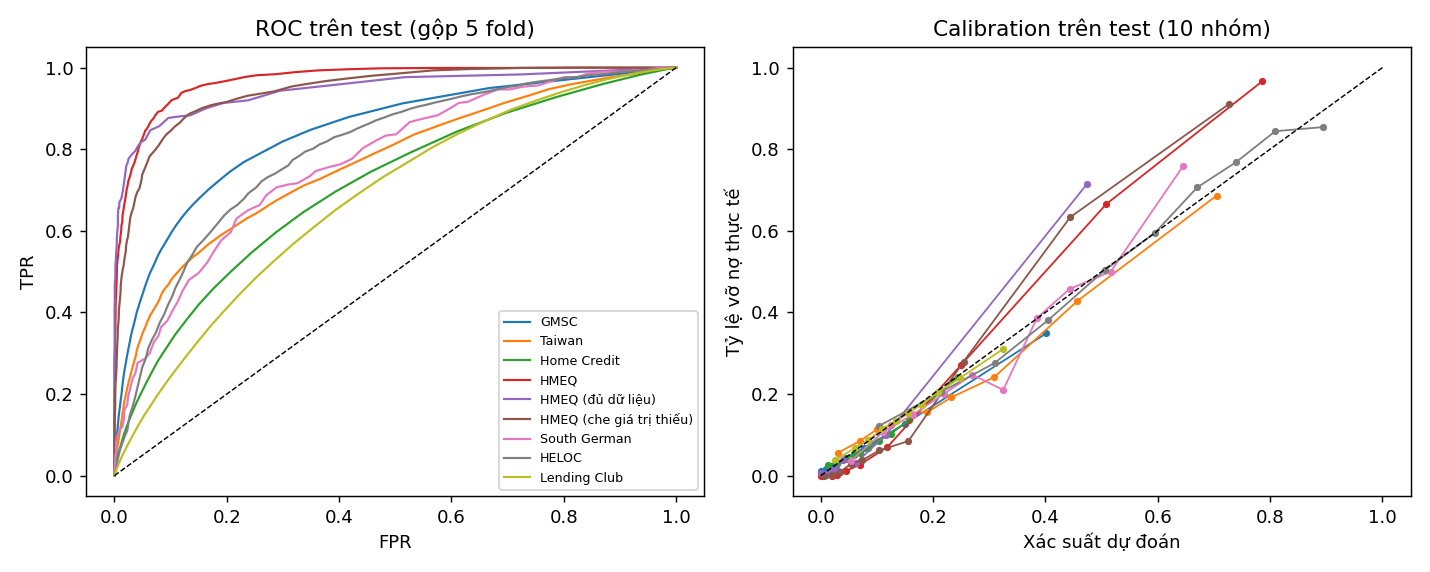 ROC trên test (gộp 5 fold)
1.0
0.8
0.6
0.4
0.2
0.0
TPR
0.0 0.2 0.4 0.6 0.8 1.0
FPR
GMSC
Taiwan
Home Credit
HMEQ
HMEQ (đủ dữ liệu)
HMEQ (che giá trị thiếu)
South German
HELOC
Lending Club
Calibration trên test (10 nhóm)
1.0
0.8
0.6
0.4
0.2
0.0
Tỷ lệ vỡ nợ thực tế
0.0 0.2 0.4 0.6 0.8 1.0
Xác suất dự đoán